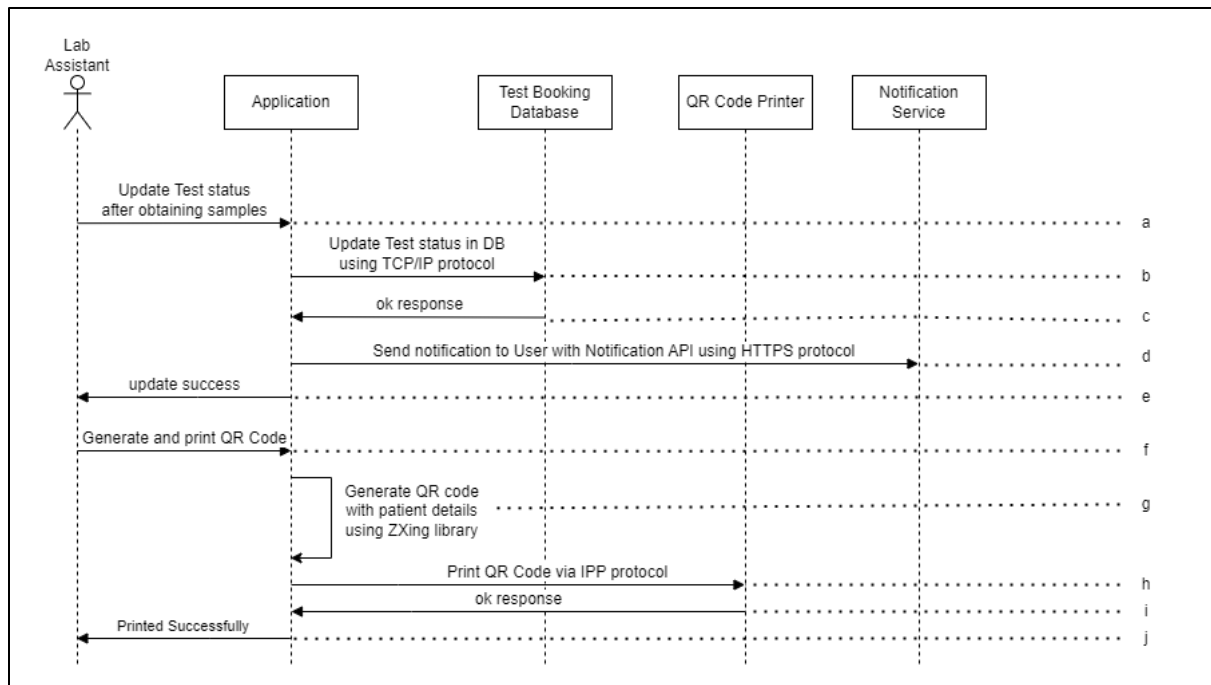 Lab
Assistant
Application
Test Booking
Database
QR Code Printer
Notification
Service
Update Test status
after obtaining samples
a
Update Test status in DB
using TCP/IP protocol
b
ok response
c
Send notification to User with Notification API using HTTPS protocol
d
update success
e
Generate and print QR Code
f
Generate QR code
with patient details
using ZXing library
g
Print QR Code via IPP protocol
h
ok response
i
Printed Successfully
j